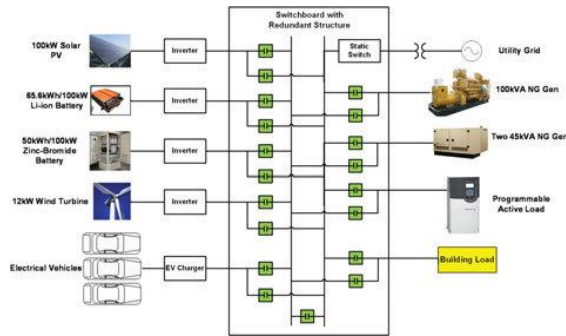 Switchboard with
Redundant Structure
100kW Solar
PV
Inverter
Static
Switch
Utility Grid
65.6kWh/100kW
Li-ion Battery
Inverter
100kVA NG Gen
50kWh/100kW
Zinc-Bromide
Battery
Inverter
Two 45kVA NG Gen
12kW Wind Turbine
Inverter
Programmable
Active Load
Electrical Vehicles
EV Charger
Building Load